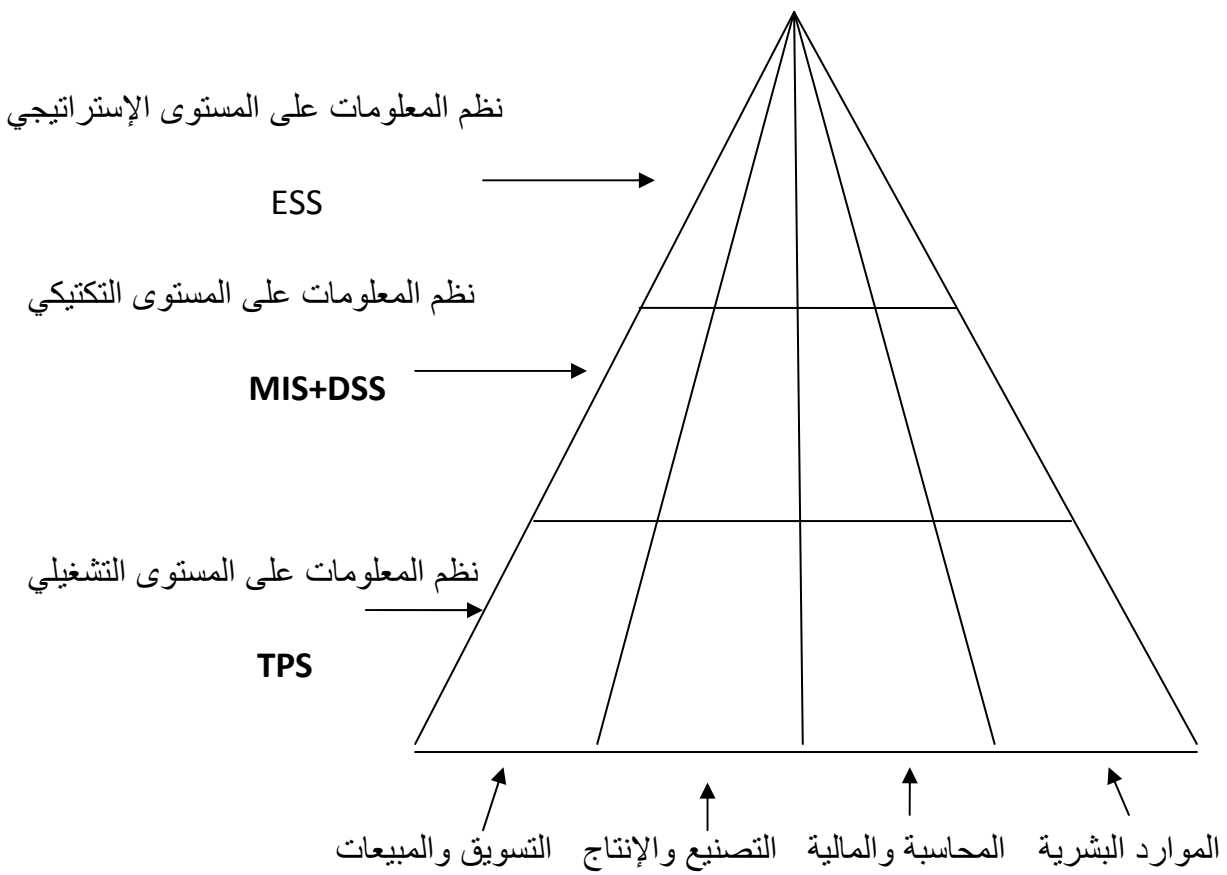 نظم المعلومات على المستوى الإستراتيجي
ESS
نظم المعلومات على المستوى التكتيكي
MIS+DSS
نظم المعلومات على المستوى التشغيلي
TPS
الموارد البشرية المحاسبة والمالية التصنيع والإنتاج التسويق والمبيعات